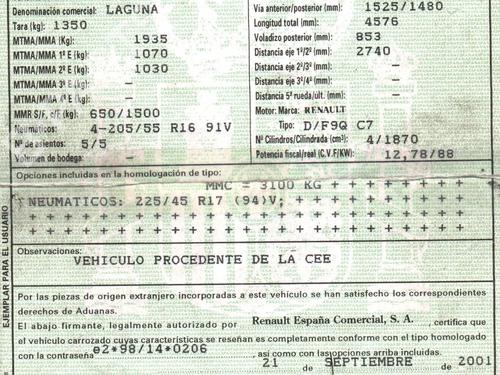 Denominación comercial: LAGUNA
Tara (kg): 1350
MTMA/MMA (Kg): 1935
MTMA/MMA 1º E (kg): 1070
MTMA/MMA 2º E (kg): 1030
MTMA/MMA 3º E (kg): –
MTMA/MMA 4º E (kg): –
MMR S/F, c/F (kg): 650/1500
Neumáticos: 4-205/55 R16 91V
Nº de asientos: 5/5
Volumen de bodega: –
Vía anterior/posterior (mm): 1525/1480
Longitud total (mm): 4576
Voladizo posterior (mm): 853
Distancia eje 1º/2º (mm): 2740
Distancia eje 2º/3º (mm): –
Distancia eje 3º/4º (mm): –
Distancia 5ª rueda/ult. (mm): –
Motor: Marca: RENAULT
Tipo: D/F9Q C7
Nº Cilindros/Cilindrada (cm³): 4/1870
Potencia fiscal/real (C.V.F/KW): 12,78/88
Opciones incluidas en la homologación de tipo:
MMC = 3100 KG + + + + + + +
NEUMATICOS: 225/45 R17 (94)V; + + + + + + + +
+ + + + + + + + + + + + + + + + + + + + + +
+ + + + + + + + + + + + + + + + + + + + + +
Observaciones:
VEHICULO PROCEDENTE DE LA CEE
Por las piezas de origen extranjero incorporadas a este vehículo se han satisfecho los correspondientes
derechos de Aduanas.
El abajo firmante, legalmente autorizado por Renault España Comercial, S. A. , certifica que
el vehículo carrozado cuyas características se reseñan es completamente conforme con el tipo homologado
con la contraseña e2*98/14*0206 , así como con las opciones arriba incluidas.
21 de SEPTIEMBRE de 2001
EJEMPLAR PARA EL USUARIO